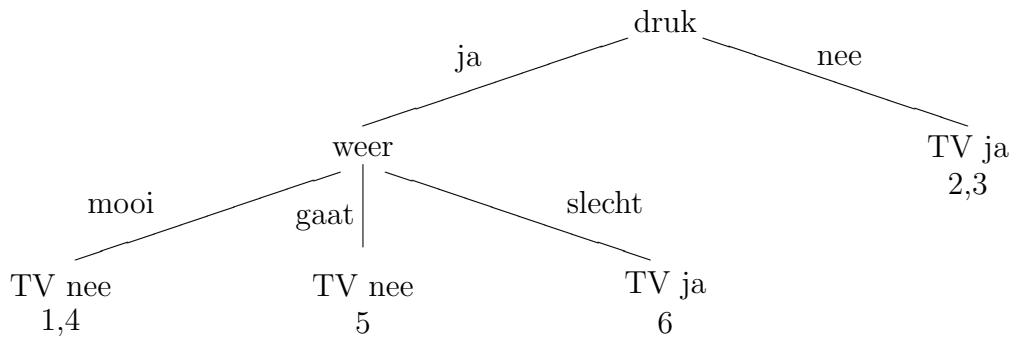 druk
ja
nee
weer
TV ja
2,3
mooi
gaat
slecht
TV nee
1,4
TV nee
5
TV ja
6